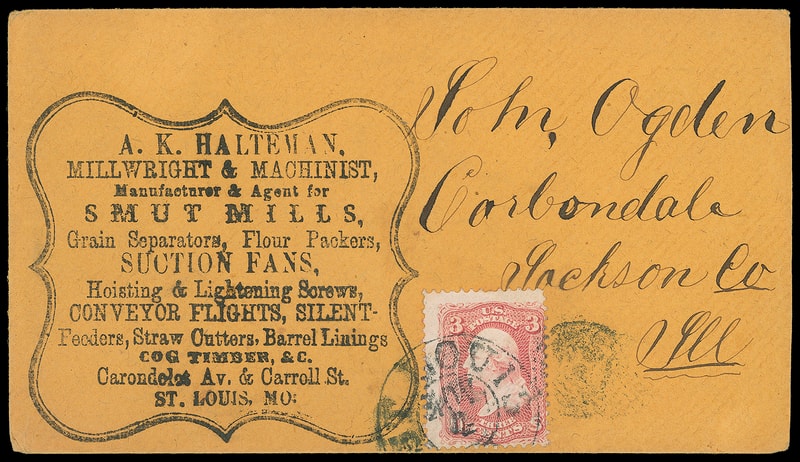 A. K. HALTEMAN,
MILLWRIGHT & MACHINIST,
Manufacturer & Agent for
SMUT MILLS,
Grain Separators, Flour Packers,
SUCTION FANS,
Hoisting & Lightening Screws,
CONVEYOR FLIGHTS, SILENT-
Feeders, Straw Cutters, Barrel Linings
COG TIMBER, &C.
Carondelet Av. & Carroll St.
ST. LOUIS, MO:
John, Ogden
Carbondale
Jackson Co
Ill
U.S.
POSTAGE
3 3
THREE
CENTS